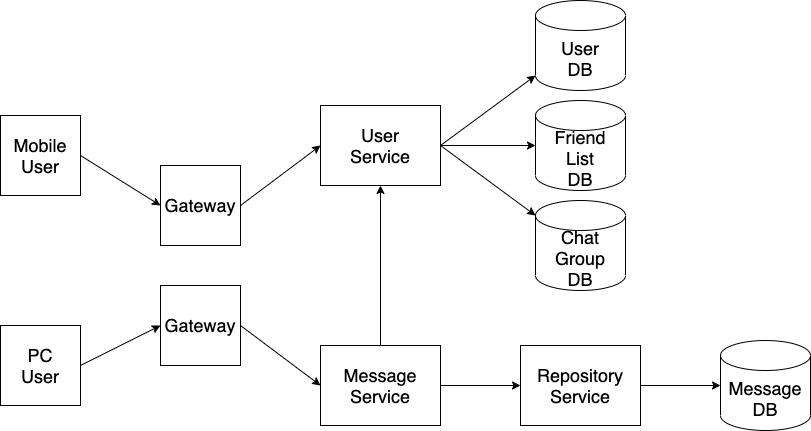 User
DB
Mobile
User
User
Service
Friend
List
DB
Gateway
Chat
Group
DB
Gateway
PC
User
Message
Service
Repository
Service
Message
DB